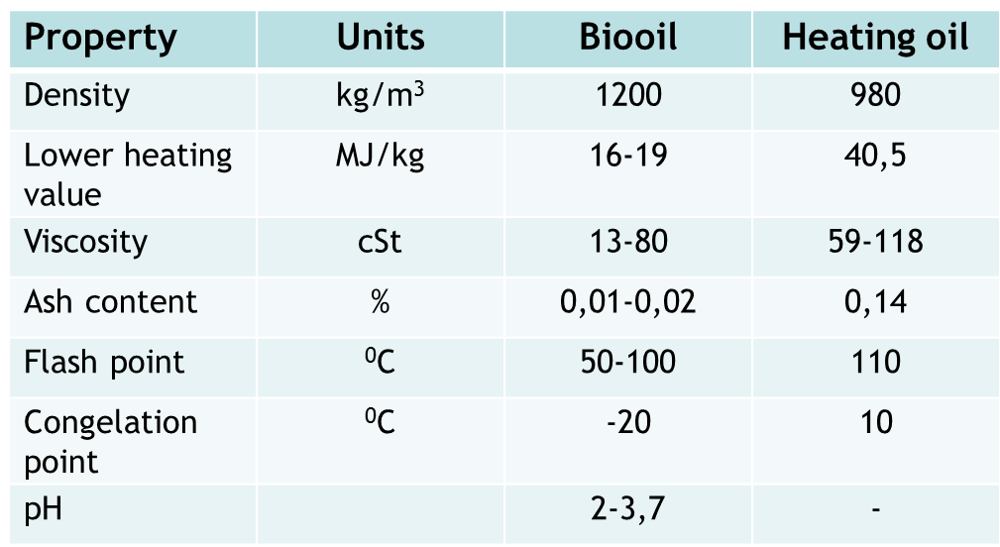 Property Units Biooil Heating oil
Density kg/m³ 1200 980
Lower heating value MJ/kg 16-19 40,5
Viscosity cSt 13-80 59-118
Ash content % 0,01-0,02 0,14
Flash point ⁰C 50-100 110
Congelation point ⁰C -20 10
pH 2-3,7 -